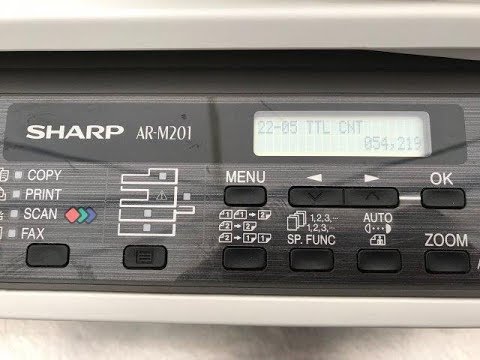 SHARP AR-M201
22-05 TTL CNT
054,219
COPY
PRINT
SCAN
FAX
MENU
OK
1,2,3,···
1,2,3,
SP. FUNC
AUTO
ZOOM